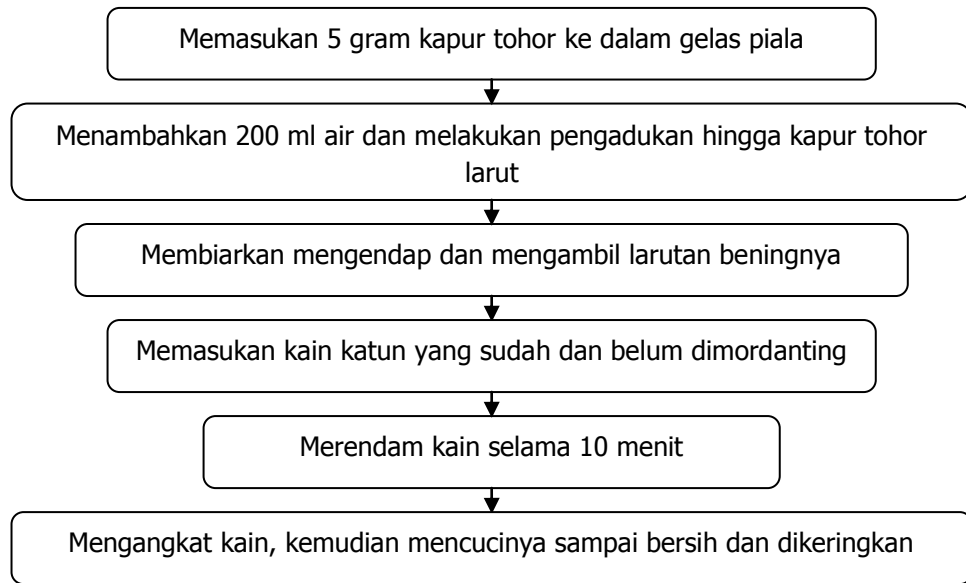 Memasukan 5 gram kapur tohor ke dalam gelas piala
Menambahkan 200 ml air dan melakukan pengadukan hingga kapur tohor
larut
Membiarkan mengendap dan mengambil larutan beningnya
Memasukan kain katun yang sudah dan belum dimordanting
Merendam kain selama 10 menit
Mengangkat kain, kemudian mencucinya sampai bersih dan dikeringkan